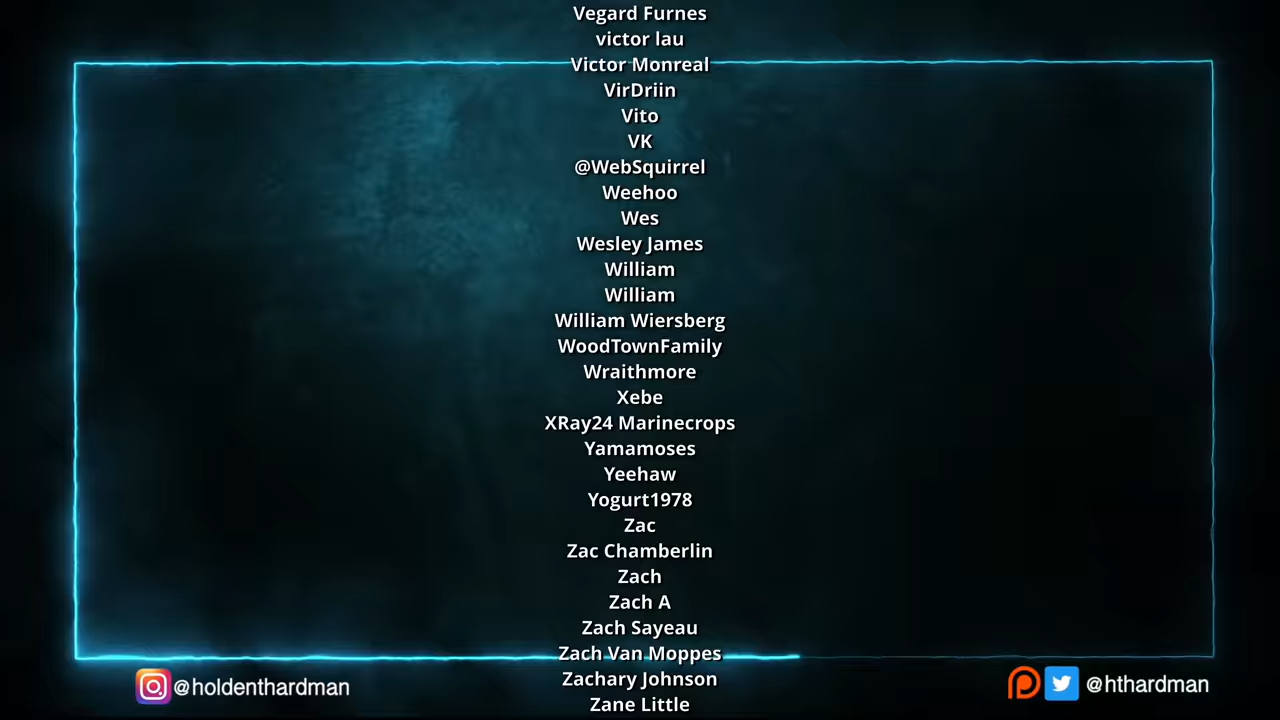 Vegard Furnes
victor lau
Victor Monreal
VirDriin
Vito
VK
@WebSquirrel
Weehoo
Wes
Wesley James
William
William
William Wiersberg
WoodTownFamily
Wraithmore
Xebe
XRay24 Marinecrops
Yamamoses
Yeehaw
Yogurt1978
Zac
Zac Chamberlin
Zach
Zach A
Zach Sayeau
Zach Van Moppes
Zachary Johnson
Zane Little
@holdenthardman
@hthardman